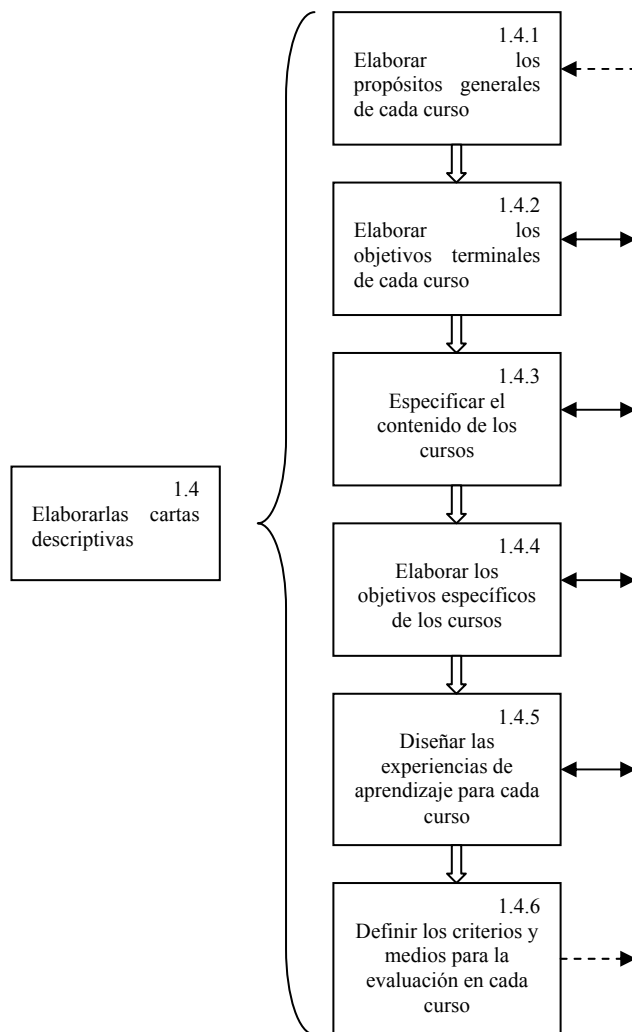 1.4.1
Elaborar los
propósitos generales
de cada curso
1.4.2
Elaborar los
objetivos terminales
de cada curso
1.4.3
Especificar el
contenido de los
cursos
1.4
Elaborarlas cartas
descriptivas
1.4.4
Elaborar los
objetivos específicos
de los cursos
1.4.5
Diseñar las
experiencias de
aprendizaje para cada
curso
1.4.6
Definir los criterios y
medios para la
evaluación en cada
curso